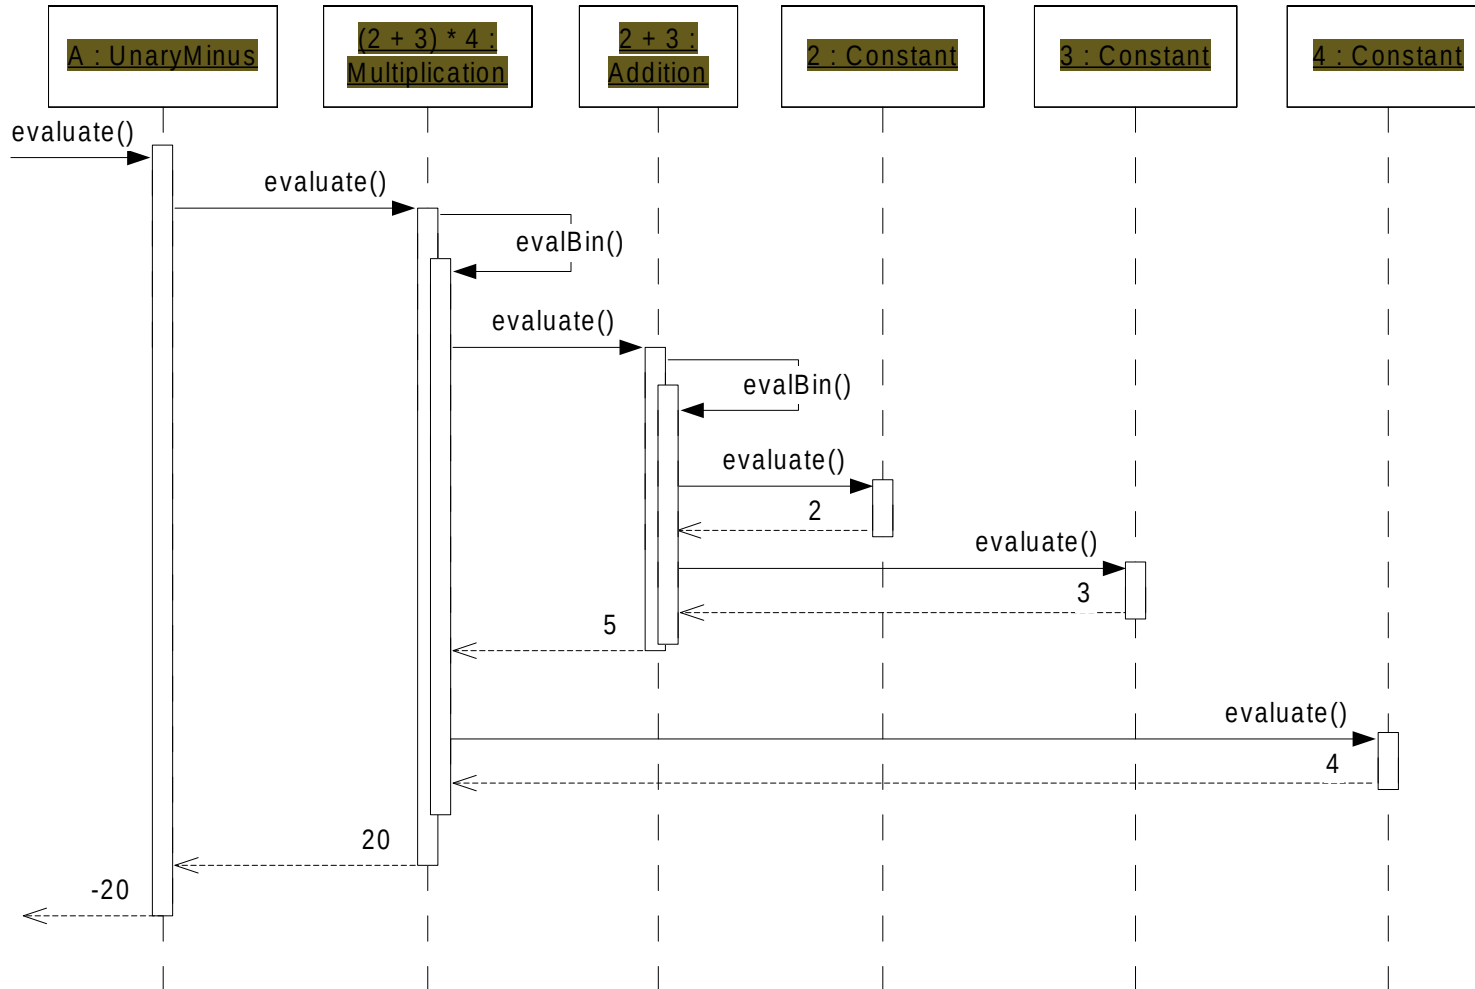 A : UnaryMinus
(2 + 3) * 4 :
Multiplication
2 + 3 :
Addition
2 : Constant
3 : Constant
4 : Constant
evaluate()
evaluate()
evalBin()
evaluate()
evalBin()
evaluate()
2
evaluate()
3
5
evaluate()
4
20
-20